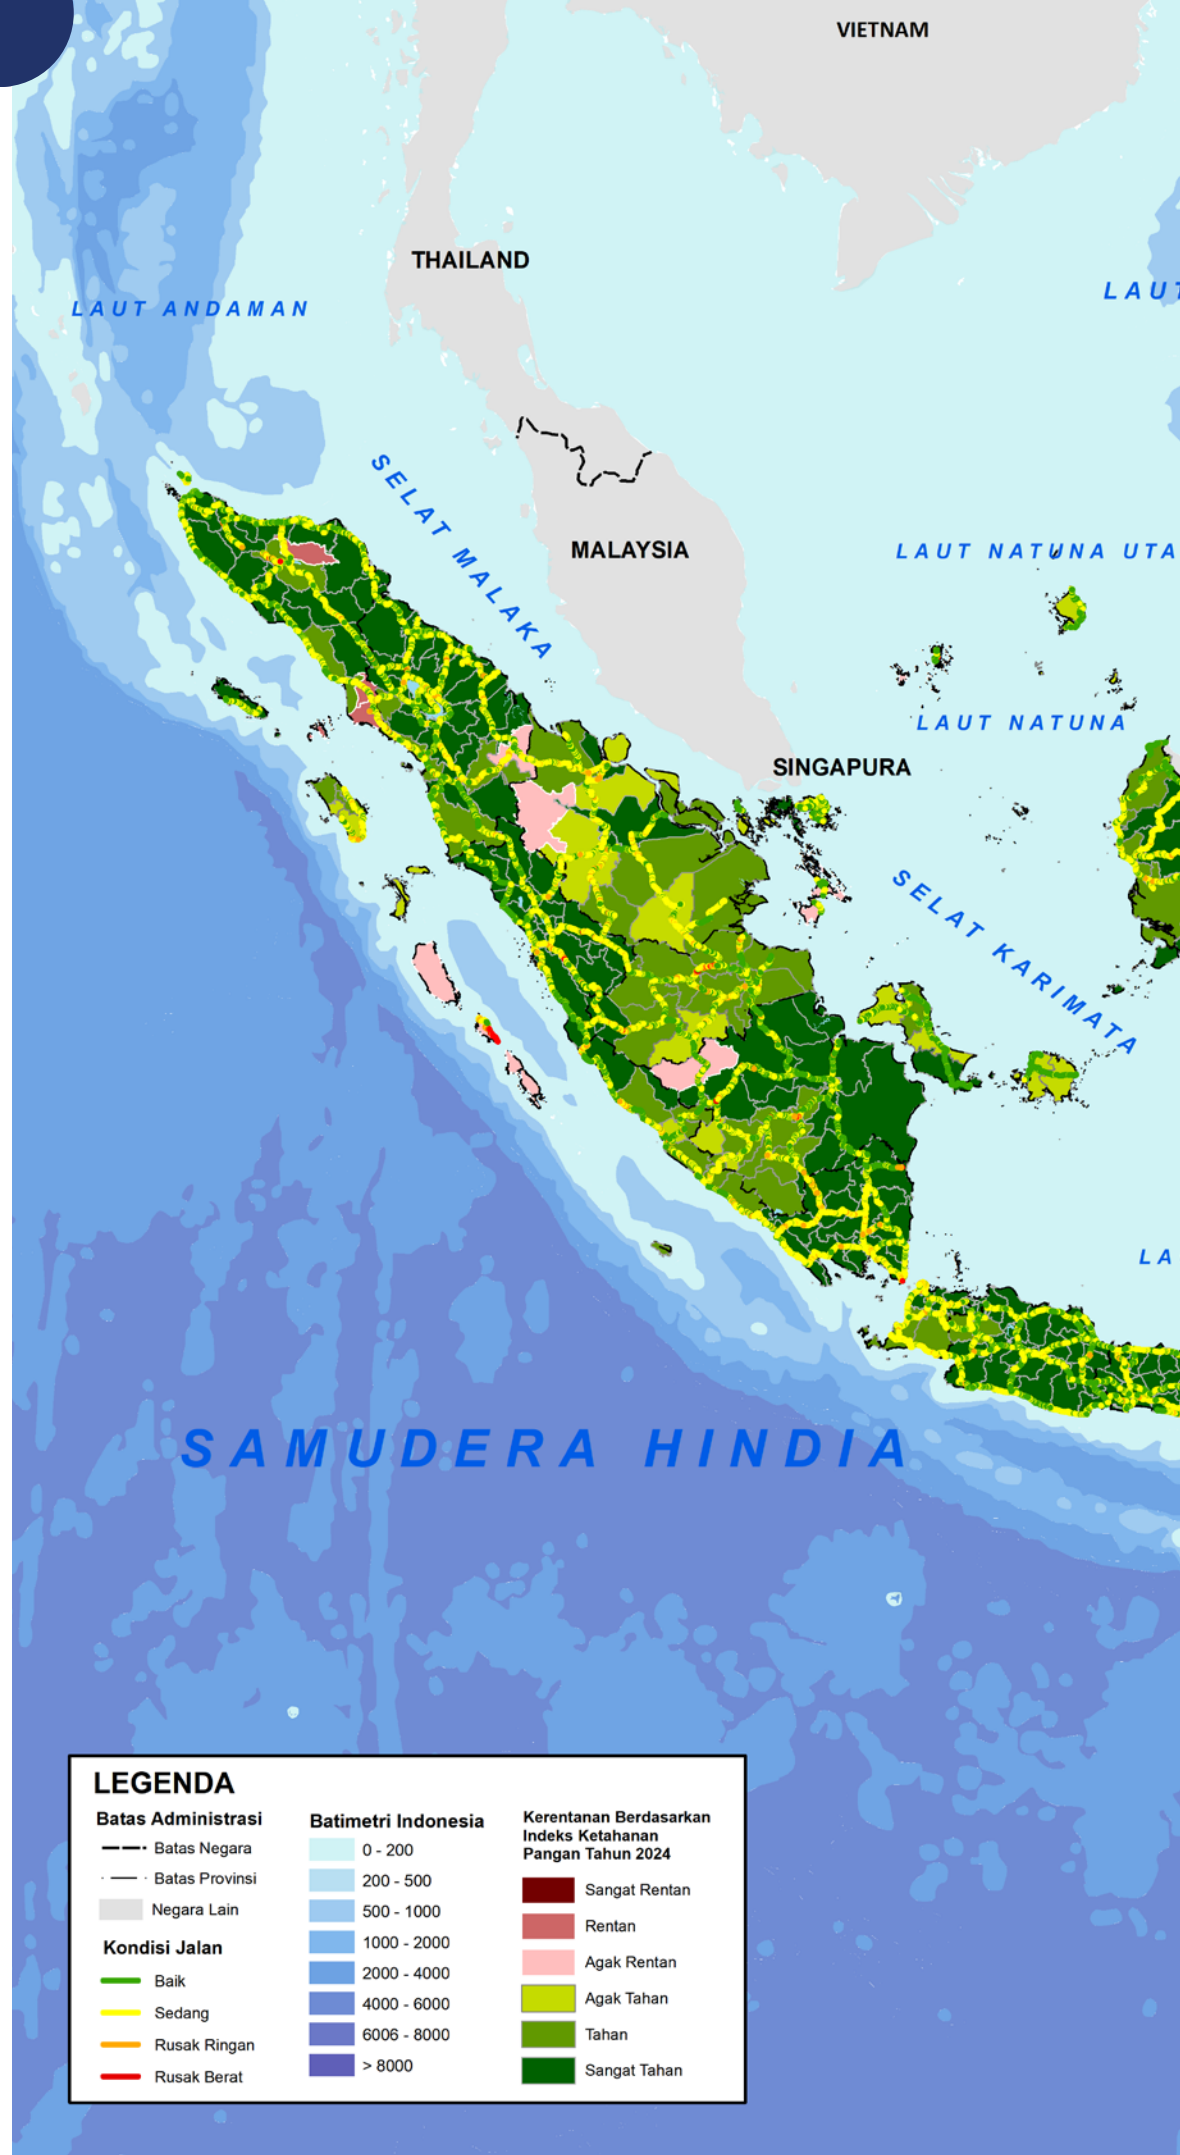 VIETNAM
THAILAND
LAUT ANDAMAN
LAUT
SELAT MALAKA
MALAYSIA
LAUT NATUNA UTA
LAUT NATUNA
SINGAPURA
SELAT KARIMATA
LA
SAMUDERA HINDIA
LEGENDA
Batas Administrasi
Batas Negara
Batas Provinsi
Negara Lain
Kondisi Jalan
Baik
Sedang
Rusak Ringan
Rusak Berat
Batimetri Indonesia
0 - 200
200 - 500
500 - 1000
1000 - 2000
2000 - 4000
4000 - 6000
6006 - 8000
> 8000
Kerentanan Berdasarkan
Indeks Ketahanan
Pangan Tahun 2024
Sangat Rentan
Rentan
Agak Rentan
Agak Tahan
Tahan
Sangat Tahan